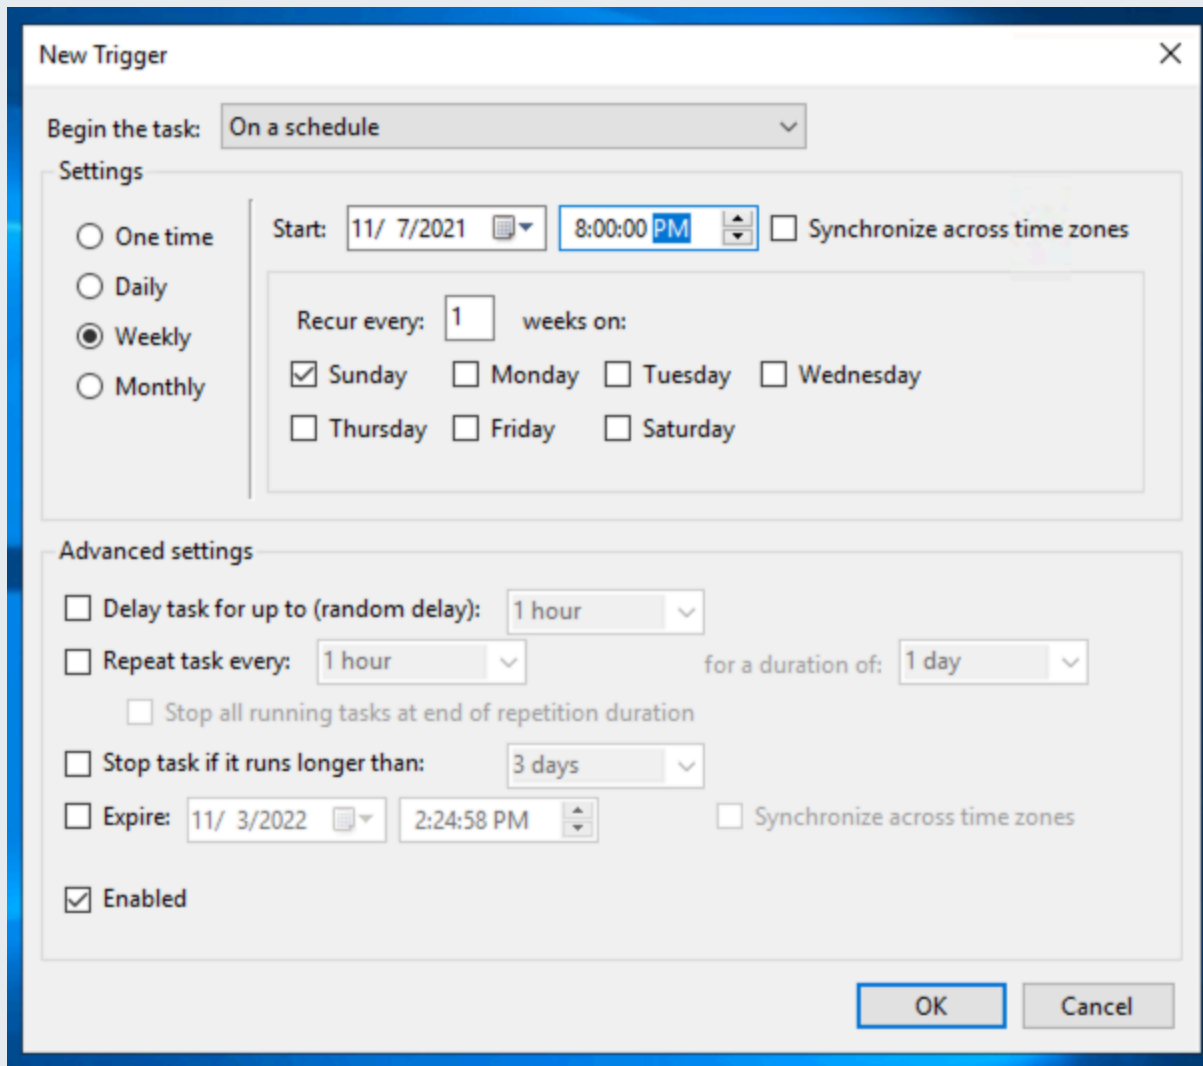 New Trigger
Begin the task: On a schedule
Settings
One time
Start: 11/ 7/2021 8:00:00 PM Synchronize across time zones
Daily
Recur every: 1 weeks on:
Weekly
Sunday Monday Tuesday Wednesday
Monthly
Thursday Friday Saturday
Advanced settings
Delay task for up to (random delay): 1 hour
Repeat task every: 1 hour for a duration of: 1 day
Stop all running tasks at end of repetition duration
Stop task if it runs longer than: 3 days
Expire: 11/ 3/2022 2:24:58 PM Synchronize across time zones
Enabled
OK Cancel